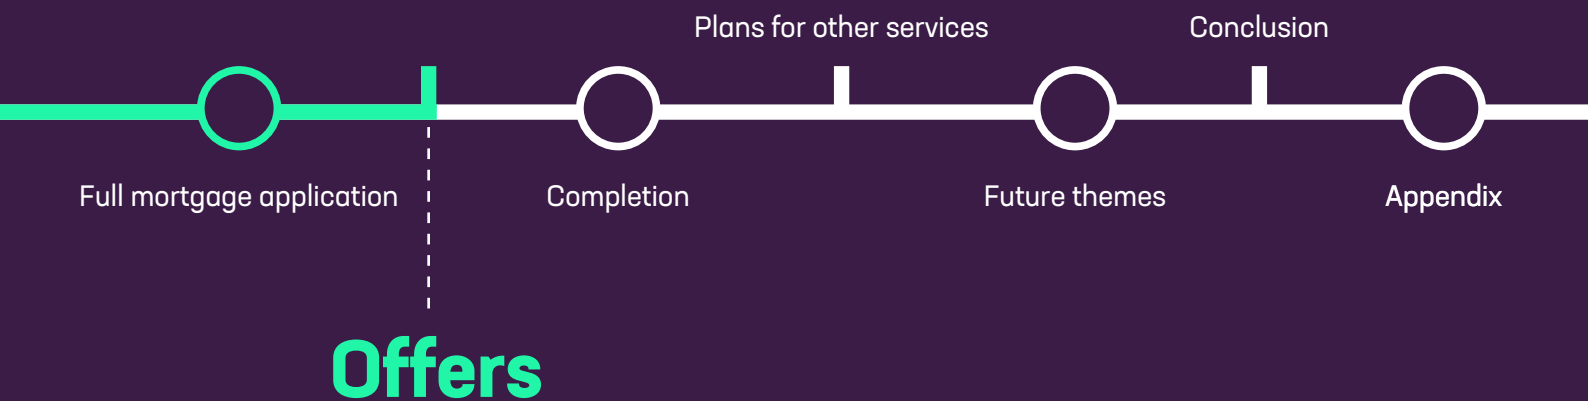 Plans for other services
Conclusion
Full mortgage application
Completion
Future themes
Appendix
Offers